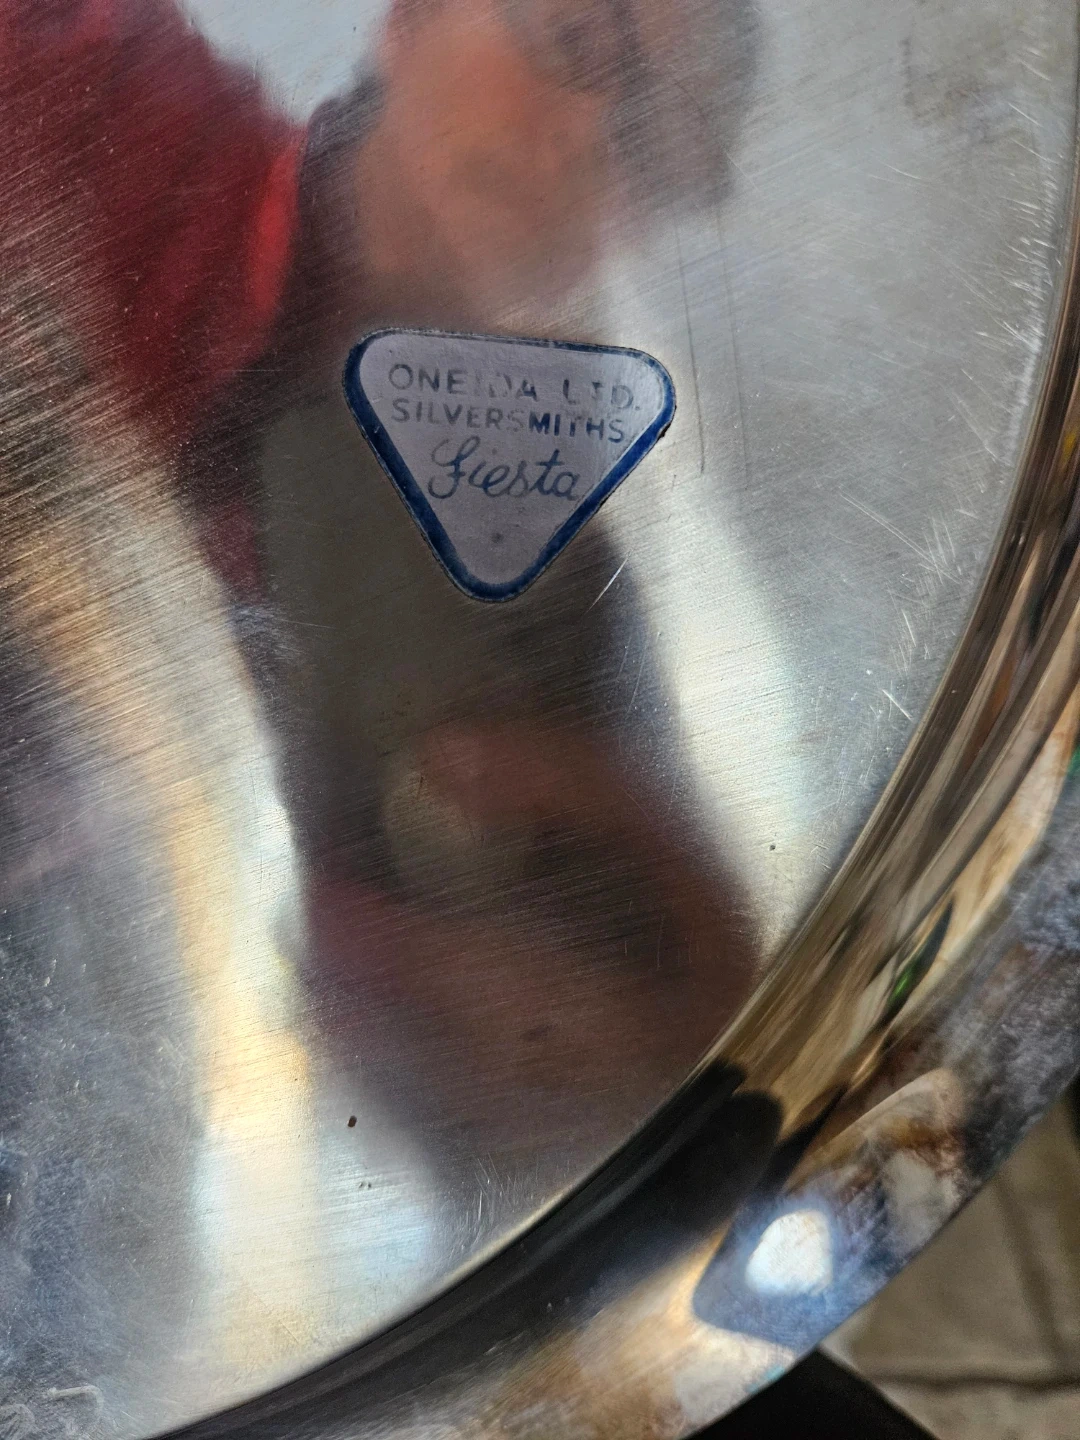 ONEIDA LTD.
SILVERSMITHS
Fiesta